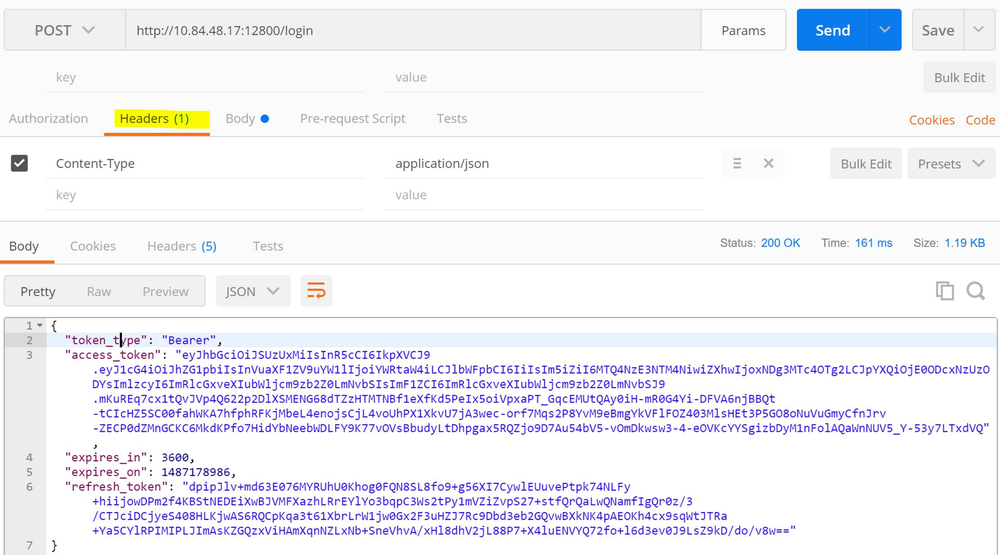 POST http://10.84.48.17:12800/login Params Send Save
key value Bulk Edit
Authorization Headers (1) Body Pre-request Script Tests Cookies Code
Content-Type application/json Bulk Edit Presets
key value
Body Cookies Headers (5) Tests Status: 200 OK Time: 161 ms Size: 1.19 KB
Pretty Raw Preview JSON
1 {
2 "token_type": "Bearer",
3 "access_token": "eyJhbGciOiJSUzUxMiIsInR5cCI6IkpXVCJ9
.eyJ1cG4iOiJhZG1pbiIsInVuaXF1ZV9uYW1lIjoiYWRtaW4iLCJlbWFpbCI6IiIsIm5iZiI6MTQ4NzE3NTM4NiwiZXhwIjoxNDg3MTc4OTg2LCJpYXQiOjE0ODcxNzUzO
DYsImlzcyI6ImRlcGxveXIubWljcm9zb2Z0LmNvbSIsImF1ZCI6ImRlcGxveXIubWljcm9zb2Z0LmNvbSJ9
.mKuREq7cx1tQvJVp4Q622p2DlXSMENG68dTZzHTMTNBf1eXfKd5PeIx5oiVpxaPT_GqcEMUtQAy0iH-mR0G4Yi-DFVA6njBBQt
-tCIcHZ5SC00fahWKA7hfphRFKjMbeL4enojsCjL4voUhPX1XkvU7jA3wec-orf7Mqs2P8YvM9eBmgYkVFlFOZ403MlsHEt3P5GO8oNuVuGmyCfnJrv
-ZECP0dZMnGCKC6MkdKPfo7HidYbNeebWDLFY9K77vOVsBbudyLtDhpgax5RQZjo9D7Au54bV5-vOmDkwsw3-4-eOVKcYYSgizbDyM1nFolAQaWnNUV5_Y-53y7LTxdVQ"
,
4 "expires_in": 3600,
5 "expires_on": 1487178986,
6 "refresh_token": "dpipJlv+md63E076MYRUhU0Khog0FQN8SL8fo9+g56XI7CywlEUuvePtpk74NLFy
+hiijowDPm2f4KBStNEDEiXwBJVMFXazhLRrEYlYo3bqpC3Ws2tPy1mVZiZvpS27+stfQrQaLwQNamfIgQr0z/3
/CTJciDCjyeS408HLKjwAS6RQCpKqa3t61XbrLrW1jw0Gx2F3uHZJ7Rc9Dbd3eb2GQvwBXkNK4pAEOKh4cx9sqWtJTRa
+Ya5CYlRPIMIPLJImAsKZGQzxViHAmXqnNZLxNb+SneVhvA/xHl8dhV2jL88P7+X4luENVYQ72fo+l6d3ev0J9LsZ9kD/do/v8w=="
7 }